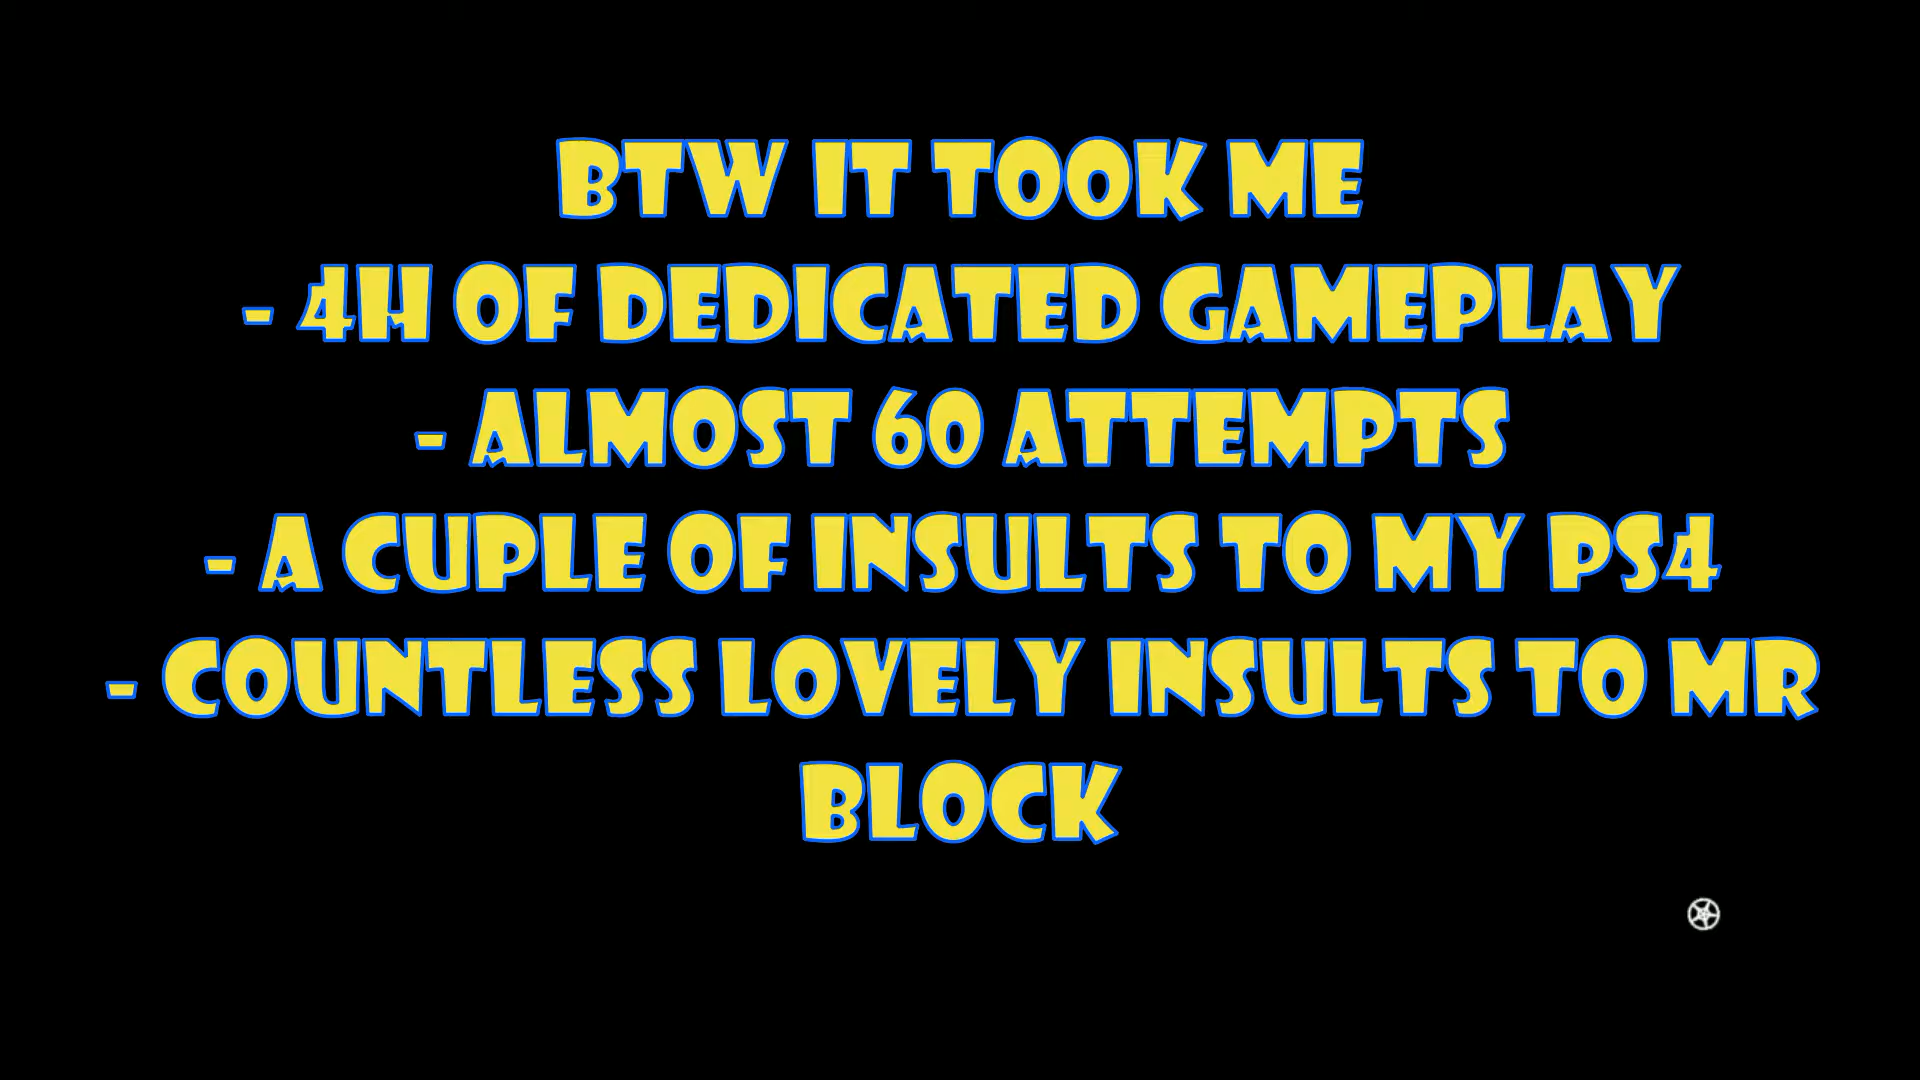 BTW IT TOOK ME
- 4H OF DEDICATED GAMEPLAY
- ALMOST 60 ATTEMPTS
- A CUPLE OF INSULTS TO MY PS4
- COUNTLESS LOVELY INSULTS TO MR
BLOCK